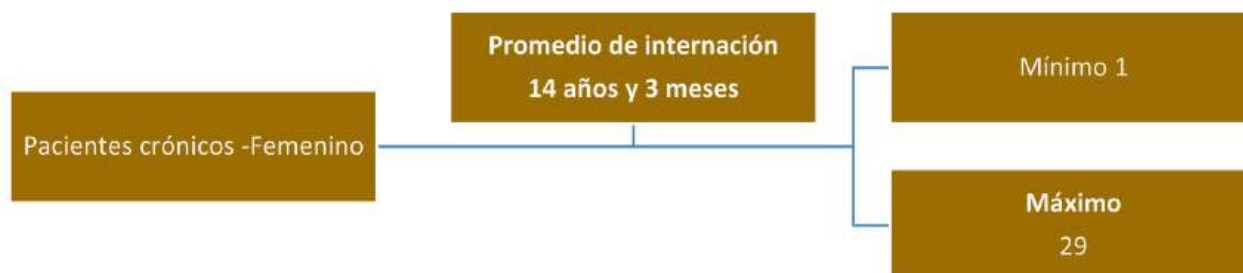 Promedio de internación
14 años y 3 meses
Mínimo 1
Pacientes crónicos -Femenino
Máximo
29